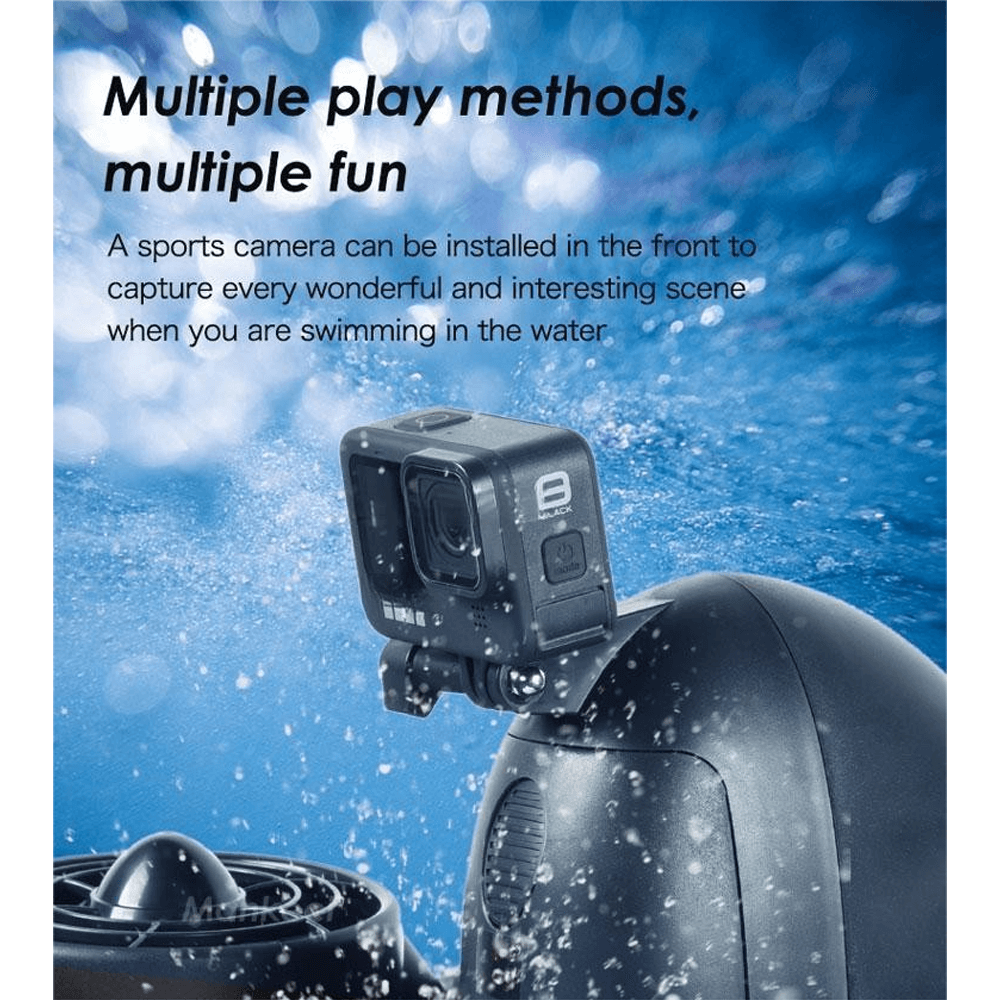 Multiple play methods,
multiple fun
A sports camera can be installed in the front to
capture every wonderful and interesting scene
when you are swimming in the water
8
BLACK
mode